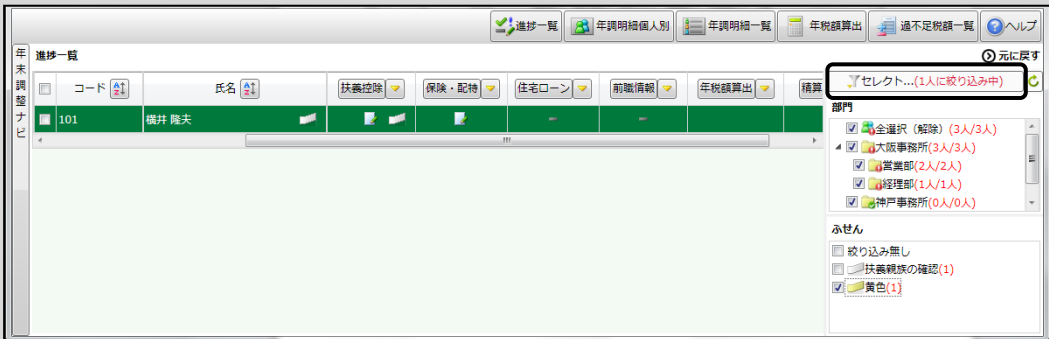 進捗一覧 年調明細個人別 年調明細一覧 年税額算出 過不足税額一覧 ヘルプ
年末調整ナビ
進捗一覧 元に戻す
コード 氏名 扶養控除 保険・配特 住宅ローン 前職情報 年税額算出 精算
101 横井 隆夫
セレクト...(1人に絞り込み中)
部門
全選択（解除）(3人/3人)
大阪事務所(3人/3人)
営業部(2人/2人)
経理部(1人/1人)
神戸事務所(0人/0人)
ふせん
絞り込み無し
扶義親族の確認(1)
黄色(1)